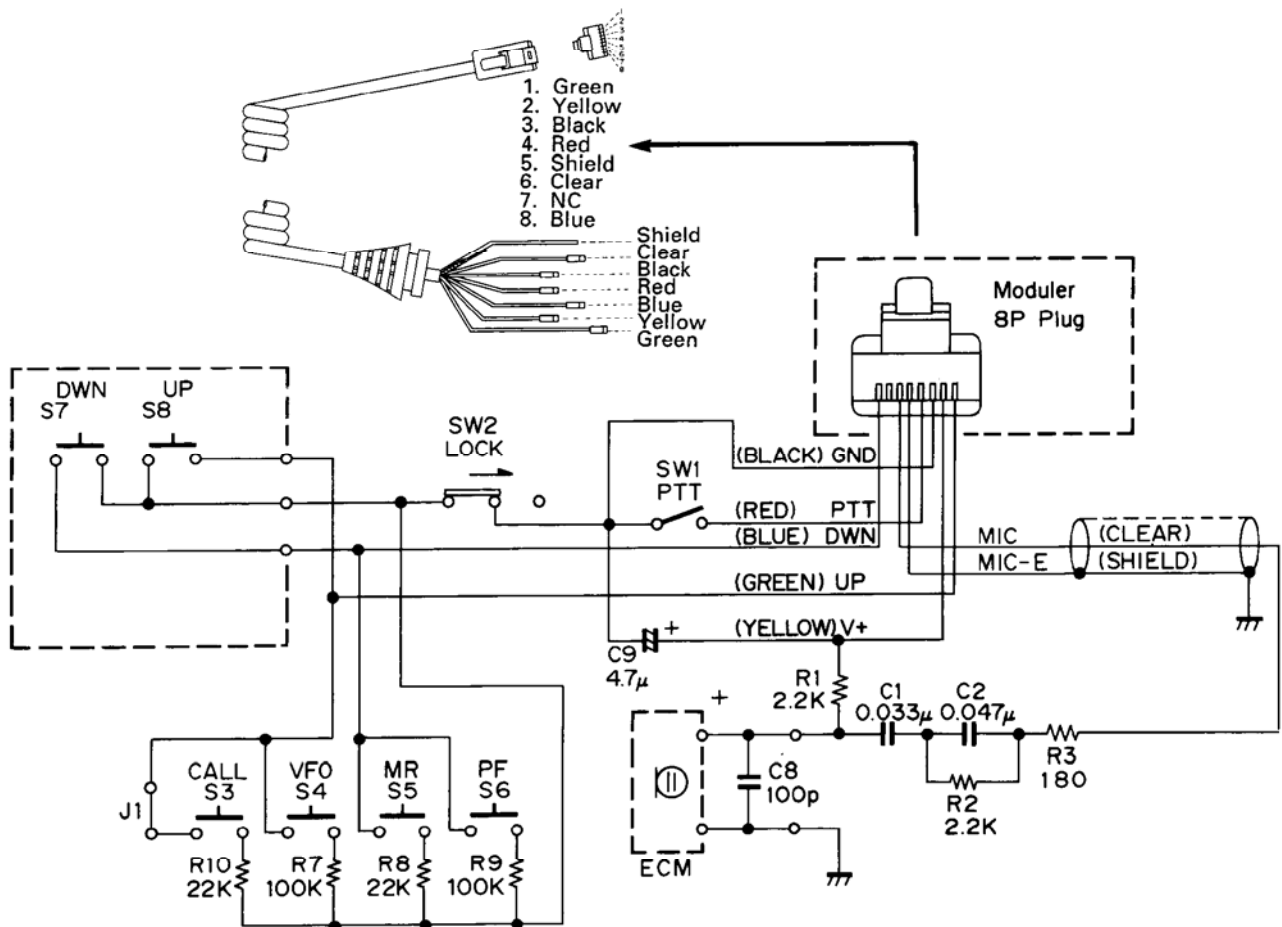 1. Green
2. Yellow
3. Black
4. Red
5. Shield
6. Clear
7. NC
8. Blue
Shield
Clear
Black
Red
Blue
Yellow
Green
Moduler
8P Plug
DWN
S7
UP
S8
SW2
LOCK
SW1
PTT
(BLACK) GND
(RED) PTT
(BLUE) DWN
(GREEN) UP
(YELLOW) V+
MIC
MIC-E
(CLEAR)
(SHIELD)
+
C9
4.7μ
R1
2.2K
C1
0.033μ
C2
0.047μ
R3
180
R2
2.2K
+
C8
100p
ECM
J1
CALL
S3
VFO
S4
MR
S5
PF
S6
R10
22K
R7
100K
R8
22K
R9
100K